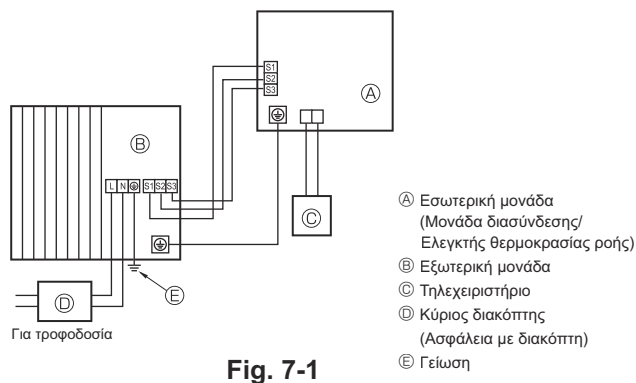 S1
S2
S3
Ⓐ
Ⓑ
L N S1 S2 S3
Ⓒ
Ⓓ
Ⓔ
Για τροφοδοσία
Ⓐ Εσωτερική μονάδα
(Μονάδα διασύνδεσης/
Ελεγκτής θερμοκρασίας ροής)
Ⓑ Εξωτερική μονάδα
Ⓒ Τηλεχειριστήριο
Ⓓ Κύριος διακόπτης
(Ασφάλεια με διακόπτη)
Ⓔ Γείωση
Fig. 7-1